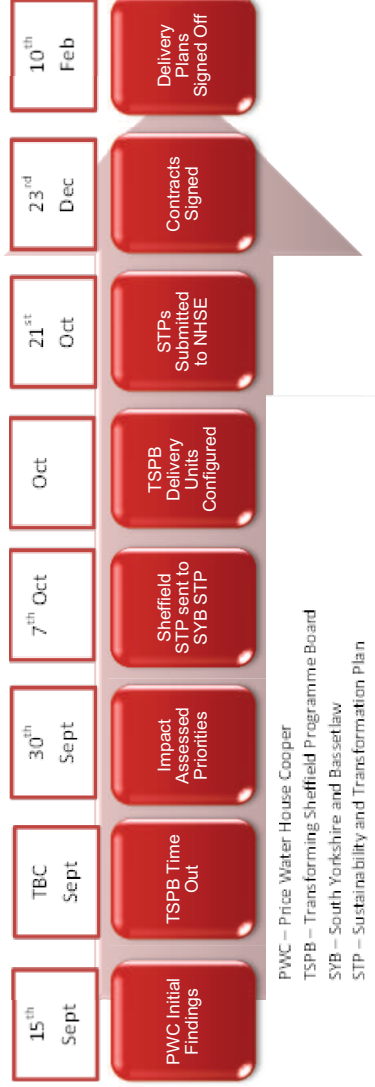 15th
Sept
TBC
Sept
30th
Sept
7th Oct
Oct
21st
Oct
23rd
Dec
10th
Feb
PWC Initial
Findings
TSPB Time
Out
Impact
Assessed
Priorities
Sheffield
STP sent to
SYB STP
TSPB
Delivery
Units
Configured
STPs
Submitted
to NHSE
Contracts
Signed
Delivery
Plans
Signed Off
PWC – Price Water House Cooper
TSPB – Transforming Sheffield Programme Board
SYB – South Yorkshire and Bassetlaw
STP – Sustainability and Transformation Plan